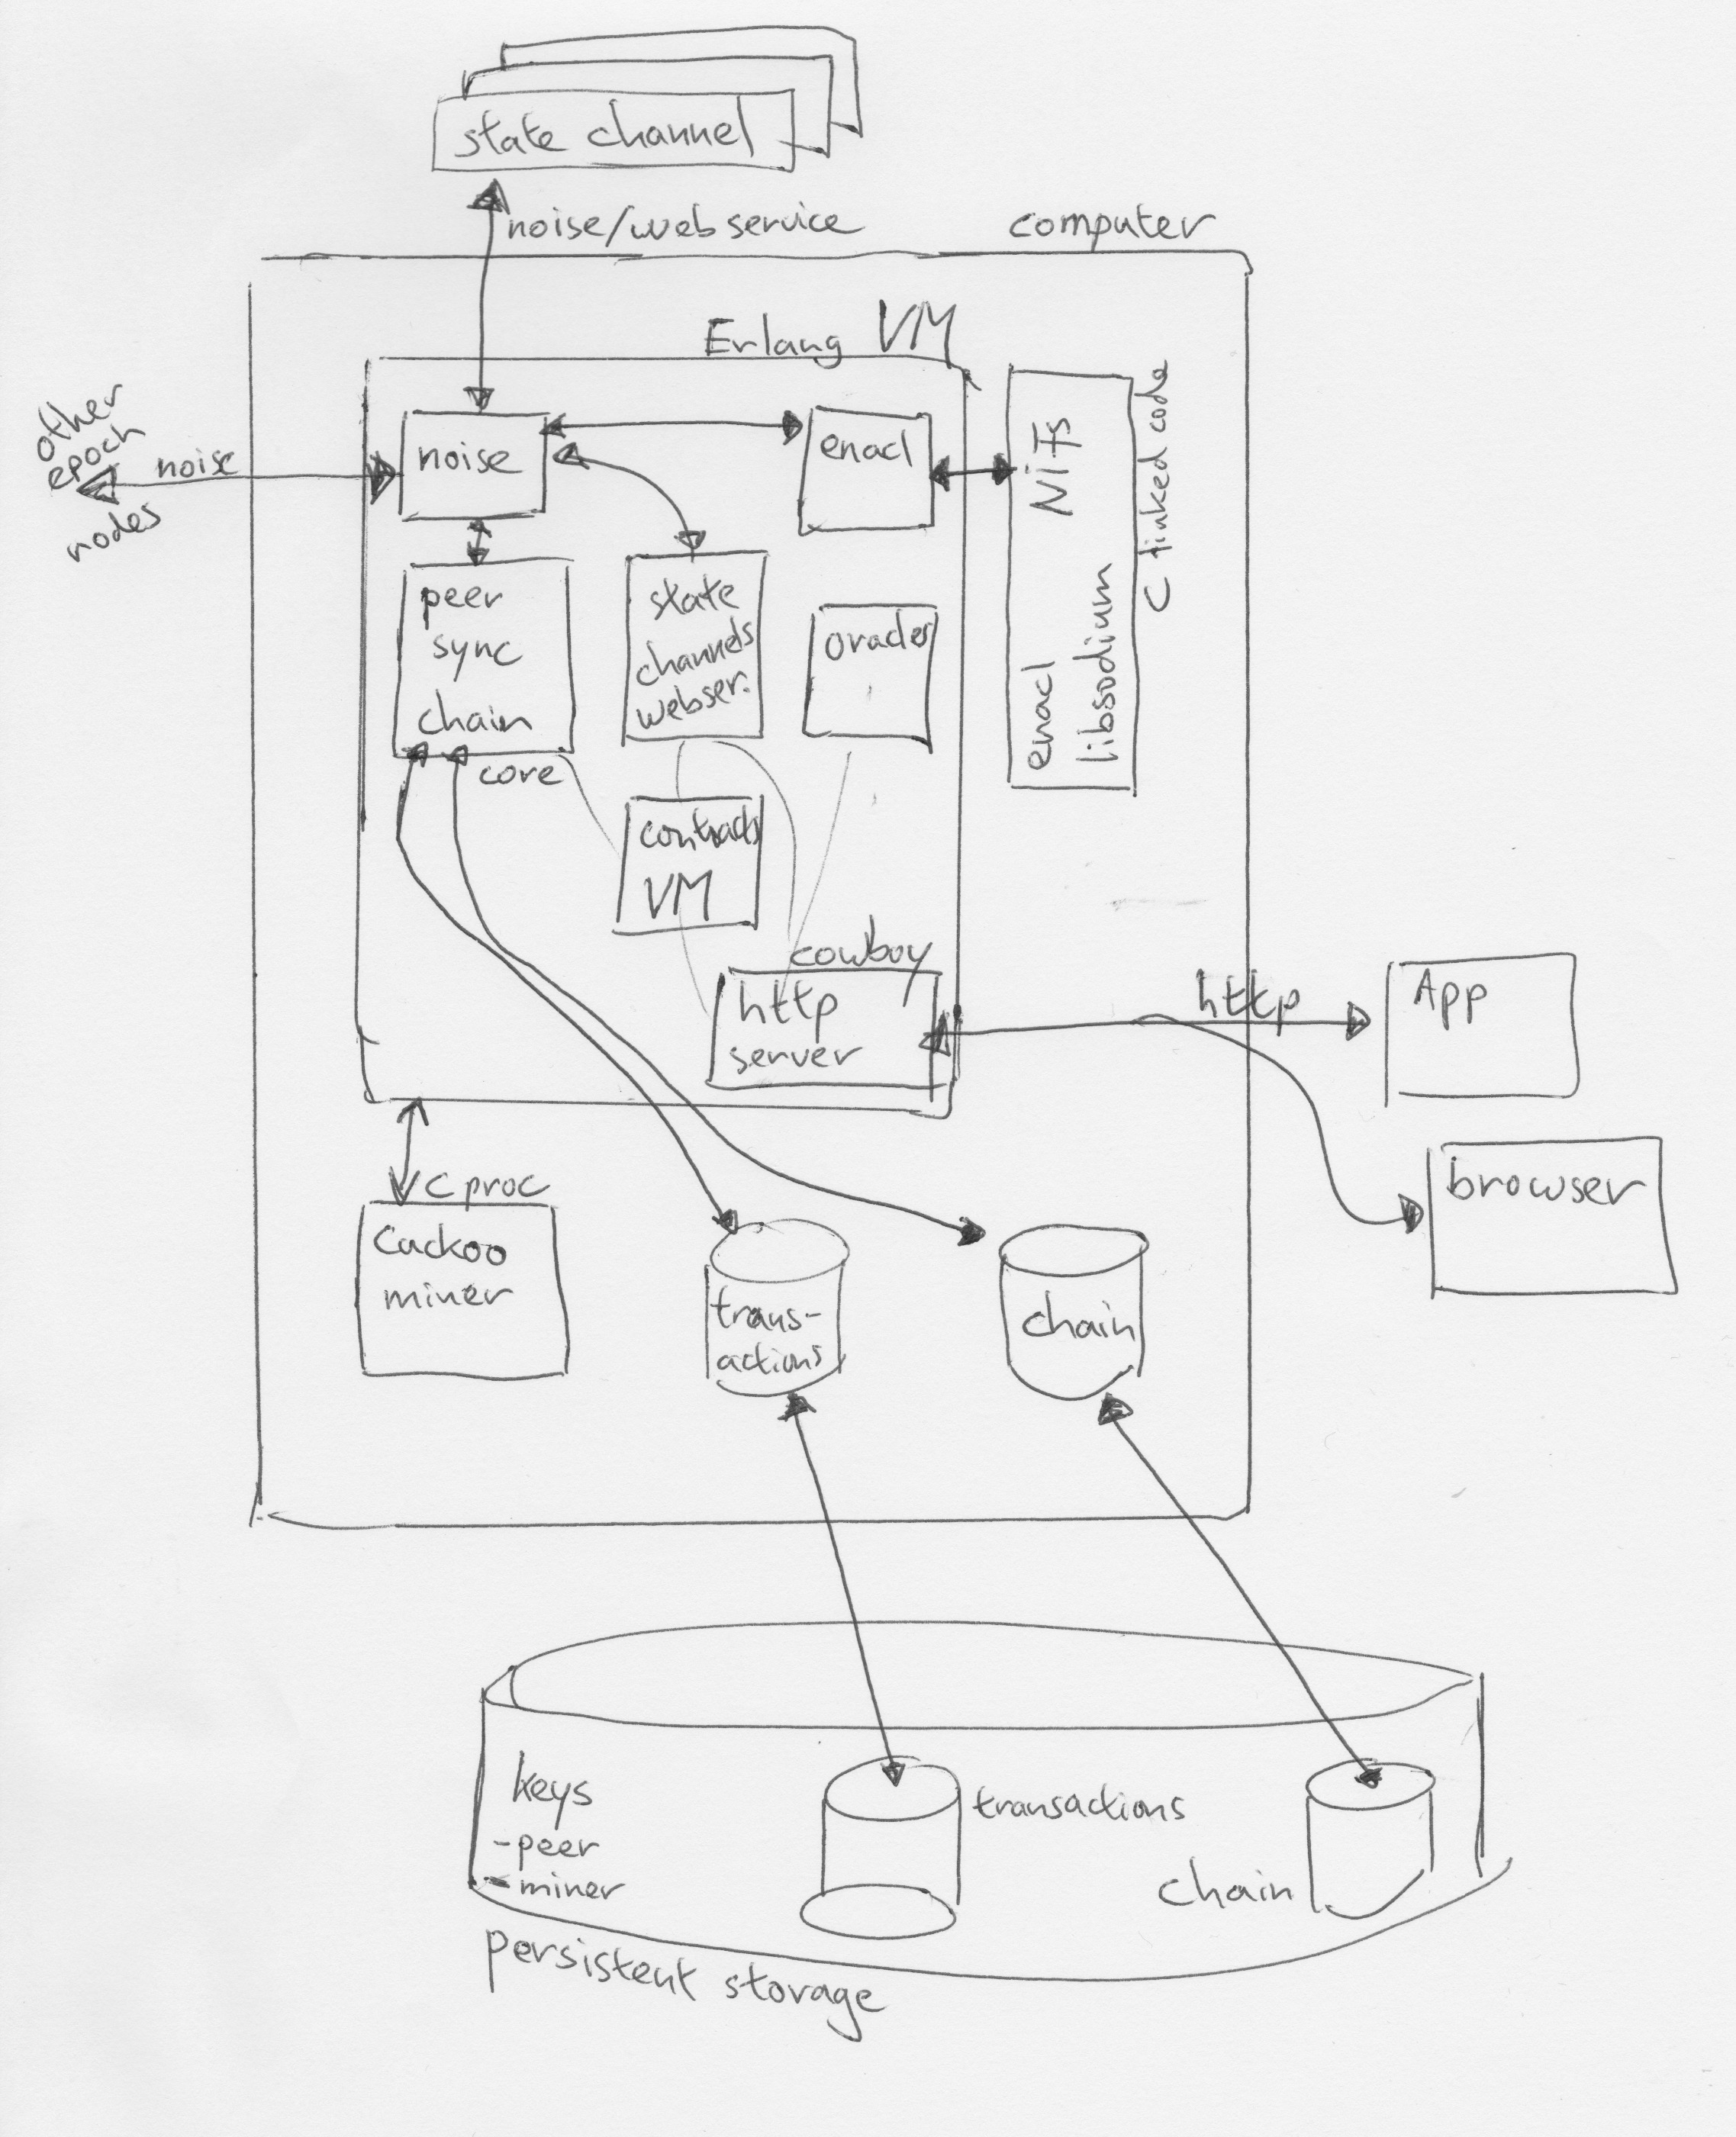 state channel
noise/web service
computer
Erlang VM
other
epoch
nodes
noise
noise
enacl
NiFs
enacl
libsodium
C linked code
peer
sync
chain
core
state
channels
webser.
oracles
contracts
VM
cowboy
http
server
http
App
browser
C proc
Cuckoo
miner
trans-
actions
chain
keys
-peer
-miner
transactions
chain
persistent storage